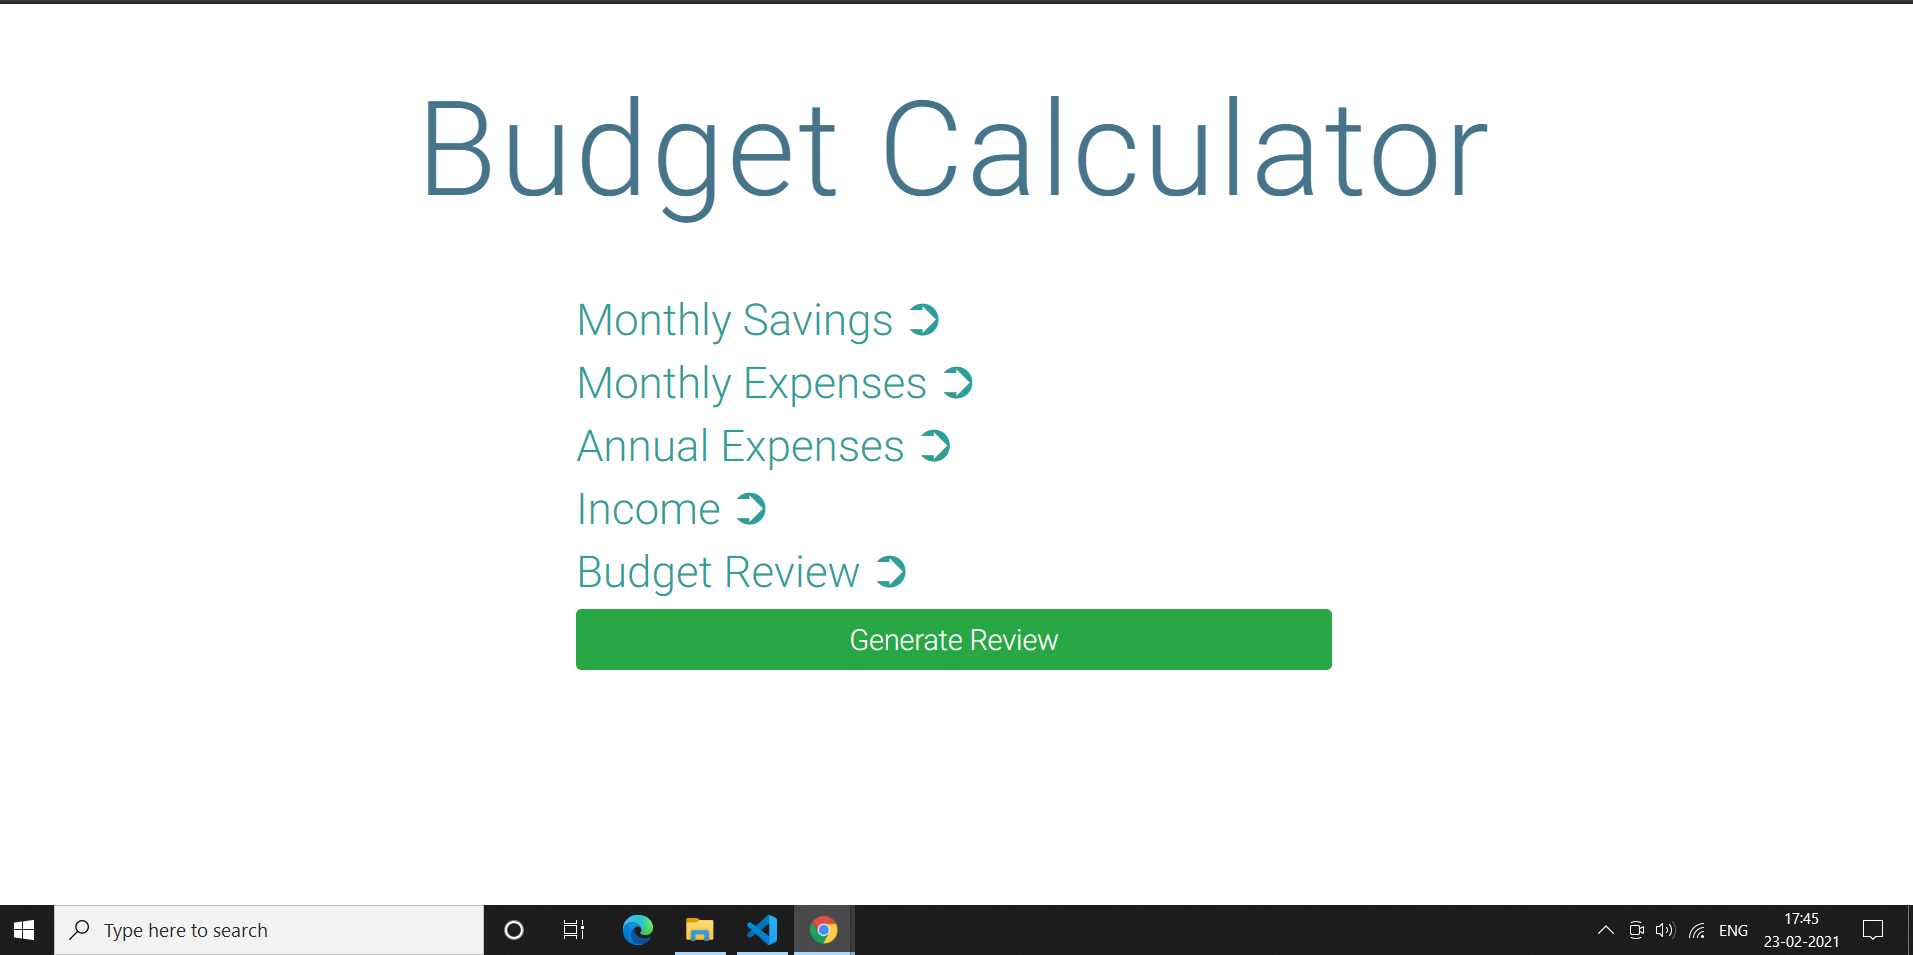 Budget Calculator
Monthly Savings ➲
Monthly Expenses ➲
Annual Expenses ➲
Income ➲
Budget Review ➲
Generate Review
Type here to search
ENG
17:45
23-02-2021